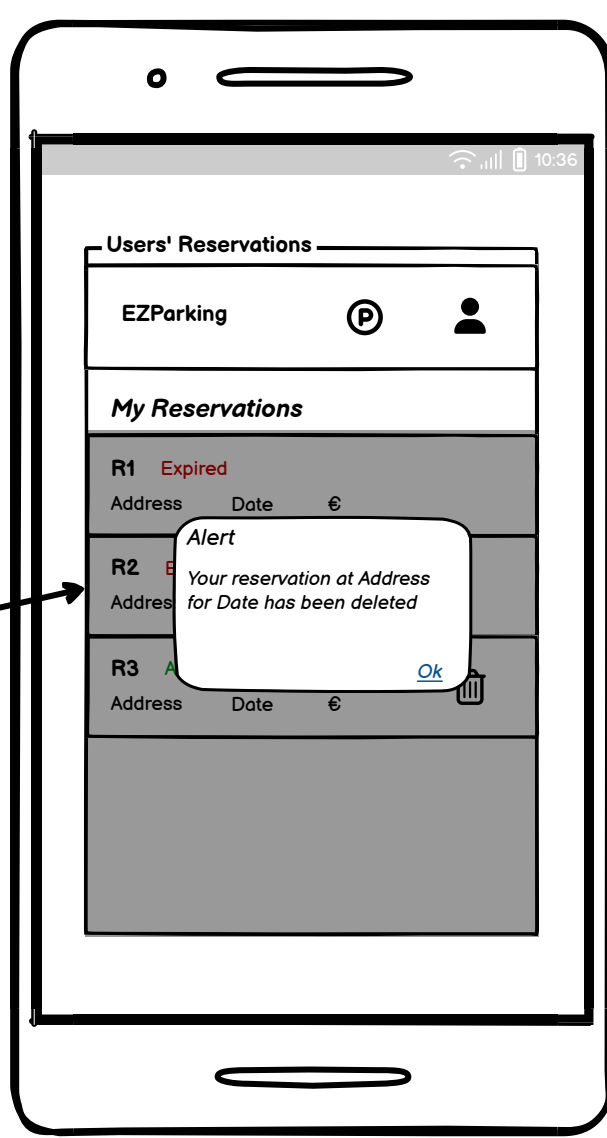 10:36
Users' Reservations
EZParking P
My Reservations
R1 Expired
Address Date €
Alert
R2
Your reservation at Address
for Date has been deleted
R3
Ok
Address Date €